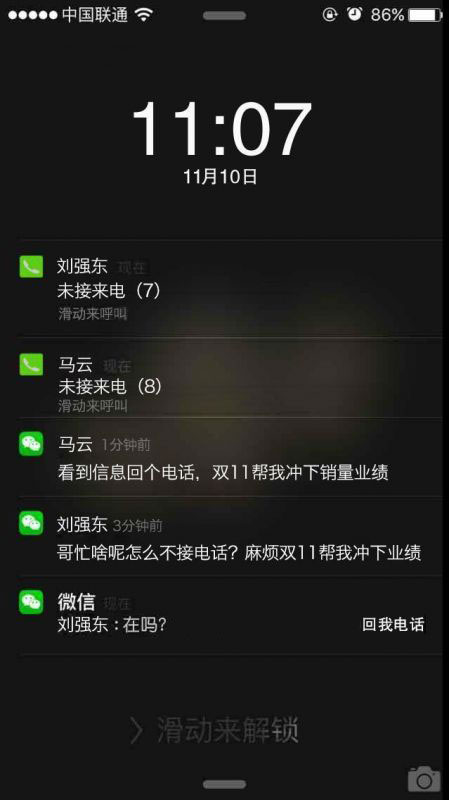 中国联通 86%
11:07
11月10日
刘强东 现在
未接来电（7）
滑动来呼叫
马云 现在
未接来电（8）
滑动来呼叫
马云 1分钟前
看到信息回个电话，双11帮我冲下销量业绩
刘强东 3分钟前
哥忙啥呢怎么不接电话？麻烦双11帮我冲下业绩
微信 现在
刘强东：在吗？ 回我电话
滑动来解锁